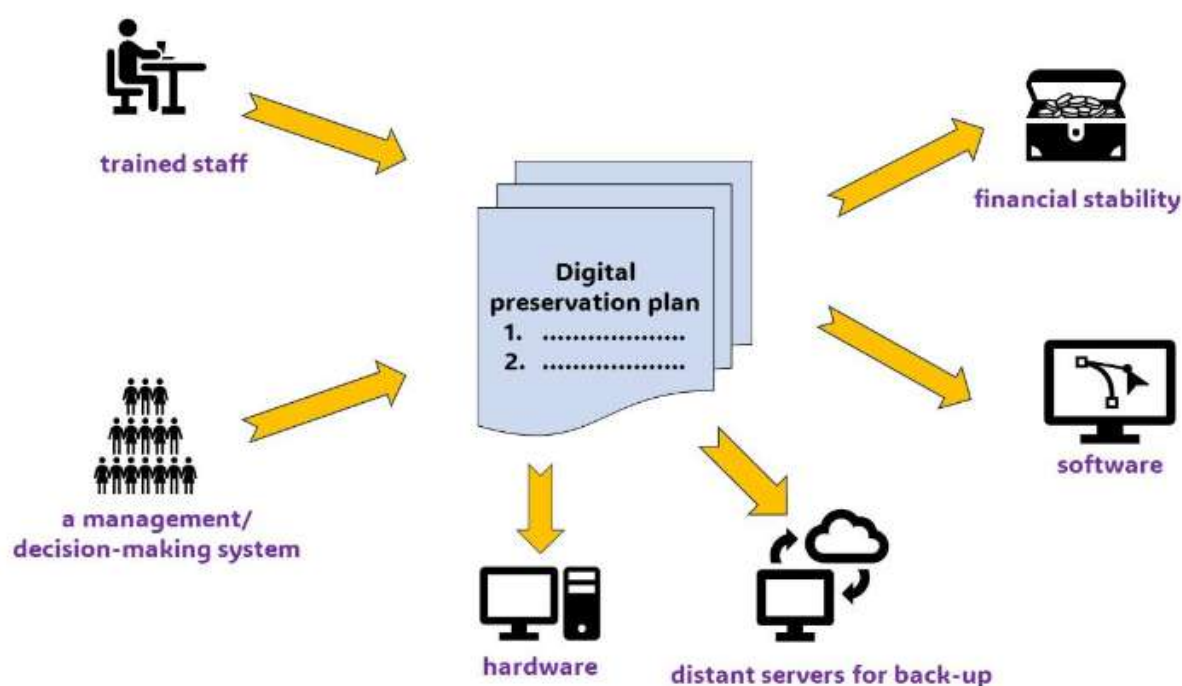 trained staff
financial stability
Digital
preservation plan
1. ...................
2. ...................
a management/
decision-making system
software
hardware
distant servers for back-up